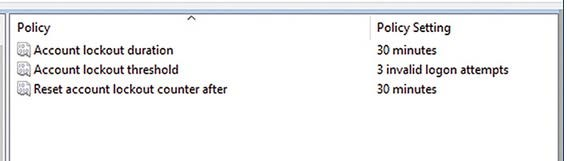 Policy Policy Setting
Account lockout duration 30 minutes
Account lockout threshold 3 invalid logon attempts
Reset account lockout counter after 30 minutes